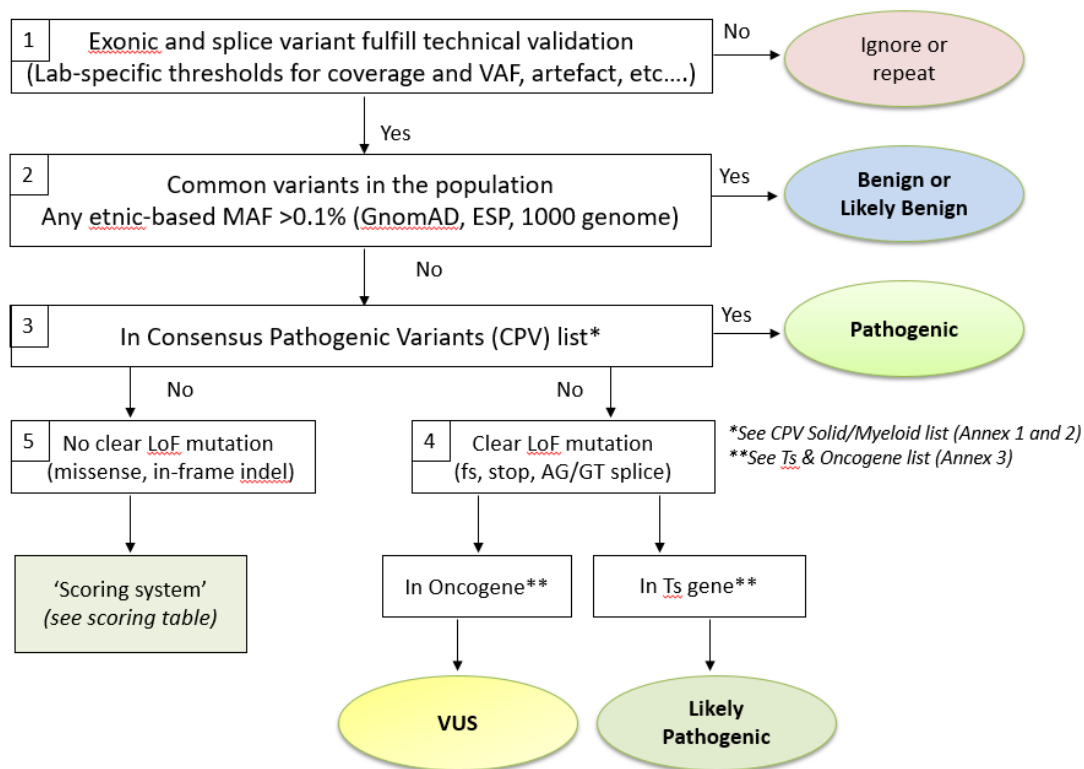 1
Exonic and splice variant fulfill technical validation
(Lab-specific thresholds for coverage and VAF, artefact, etc....)
No
Ignore or
repeat
Yes
2
Common variants in the population
Any etnic-based MAF >0.1% (GnomAD, ESP, 1000 genome)
Yes
Benign or
Likely Benign
No
3
In Consensus Pathogenic Variants (CPV) list*
Yes
Pathogenic
No
No
5
No clear LoF mutation
(missense, in-frame indel)
4
Clear LoF mutation
(fs, stop, AG/GT splice)
*See CPV Solid/Myeloid list (Annex 1 and 2)
**See Ts & Oncogene list (Annex 3)
'Scoring system'
(see scoring table)
In Oncogene**
In Ts gene**
VUS
Likely
Pathogenic